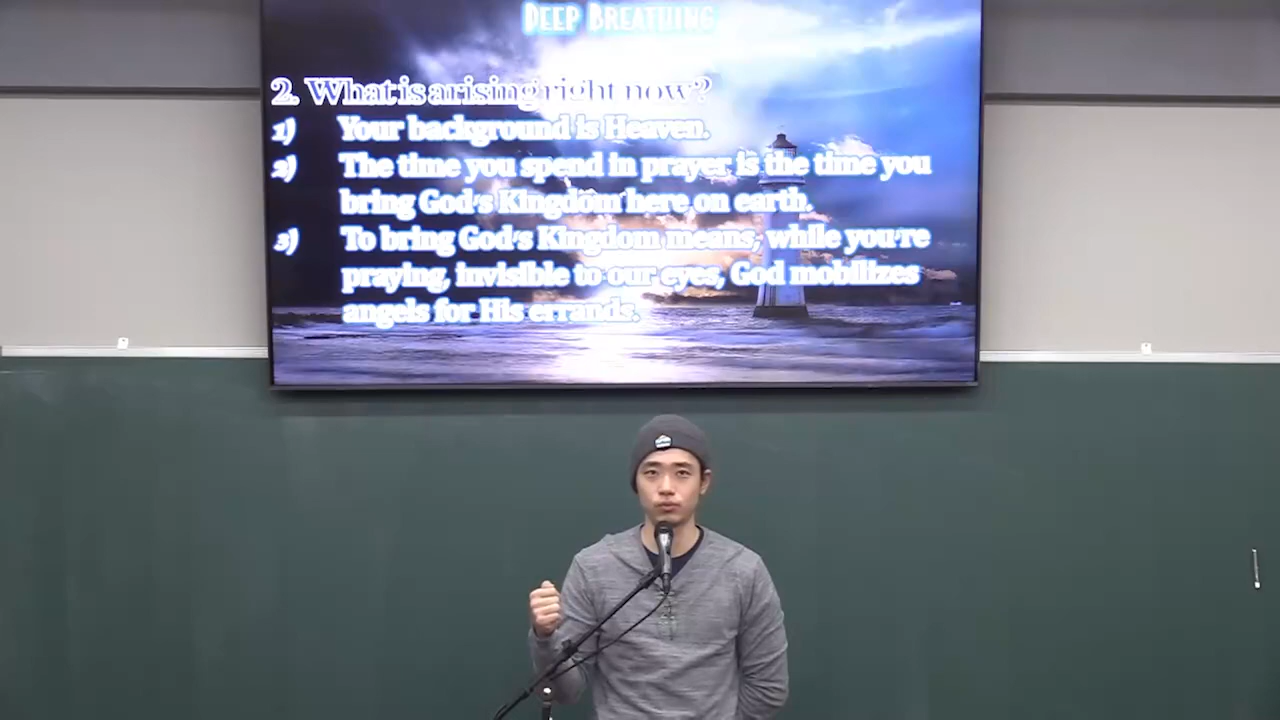 DEEP BREATHING
2. What is arising right now?
1) Your background is Heaven.
2) The time you spend in prayer is the time you
bring God's Kingdom here on earth.
3) To bring God's Kingdom means, while you're
praying, invisible to our eyes, God mobilizes
angels for His errands.